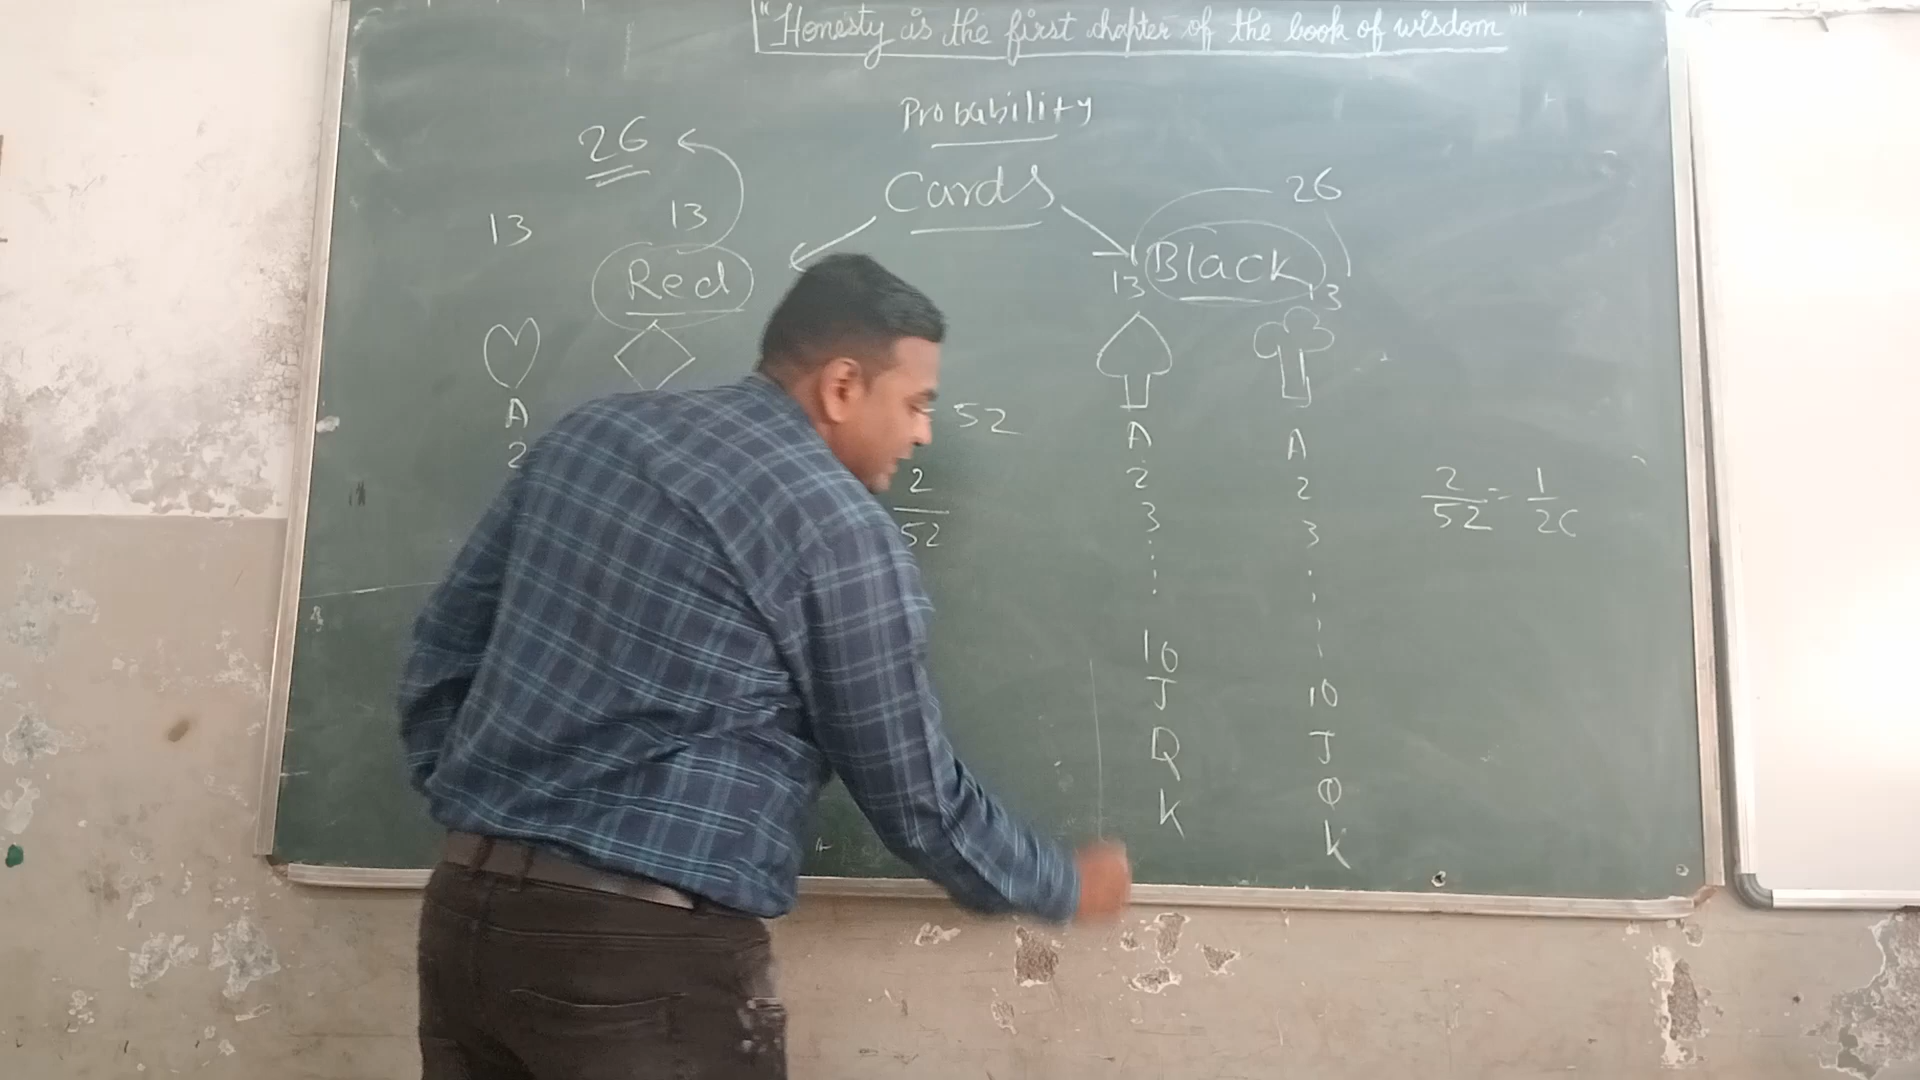 "Honesty is the first chapter of the book of wisdom"
Probability
Cards
26
13
13
Red
A
2
52
2
52
26
13
Black
13
A
2
3
10
J
Q
K
A
2
3
10
J
Q
K
2/52 = 1/26